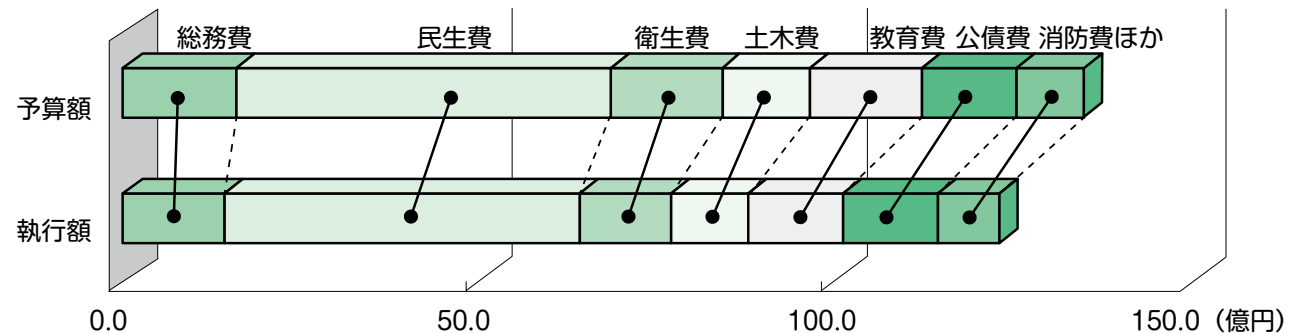 総務費 民生費 衛生費 土木費 教育費 公債費 消防費ほか
予算額
執行額
0.0 50.0 100.0 150.0（億円）